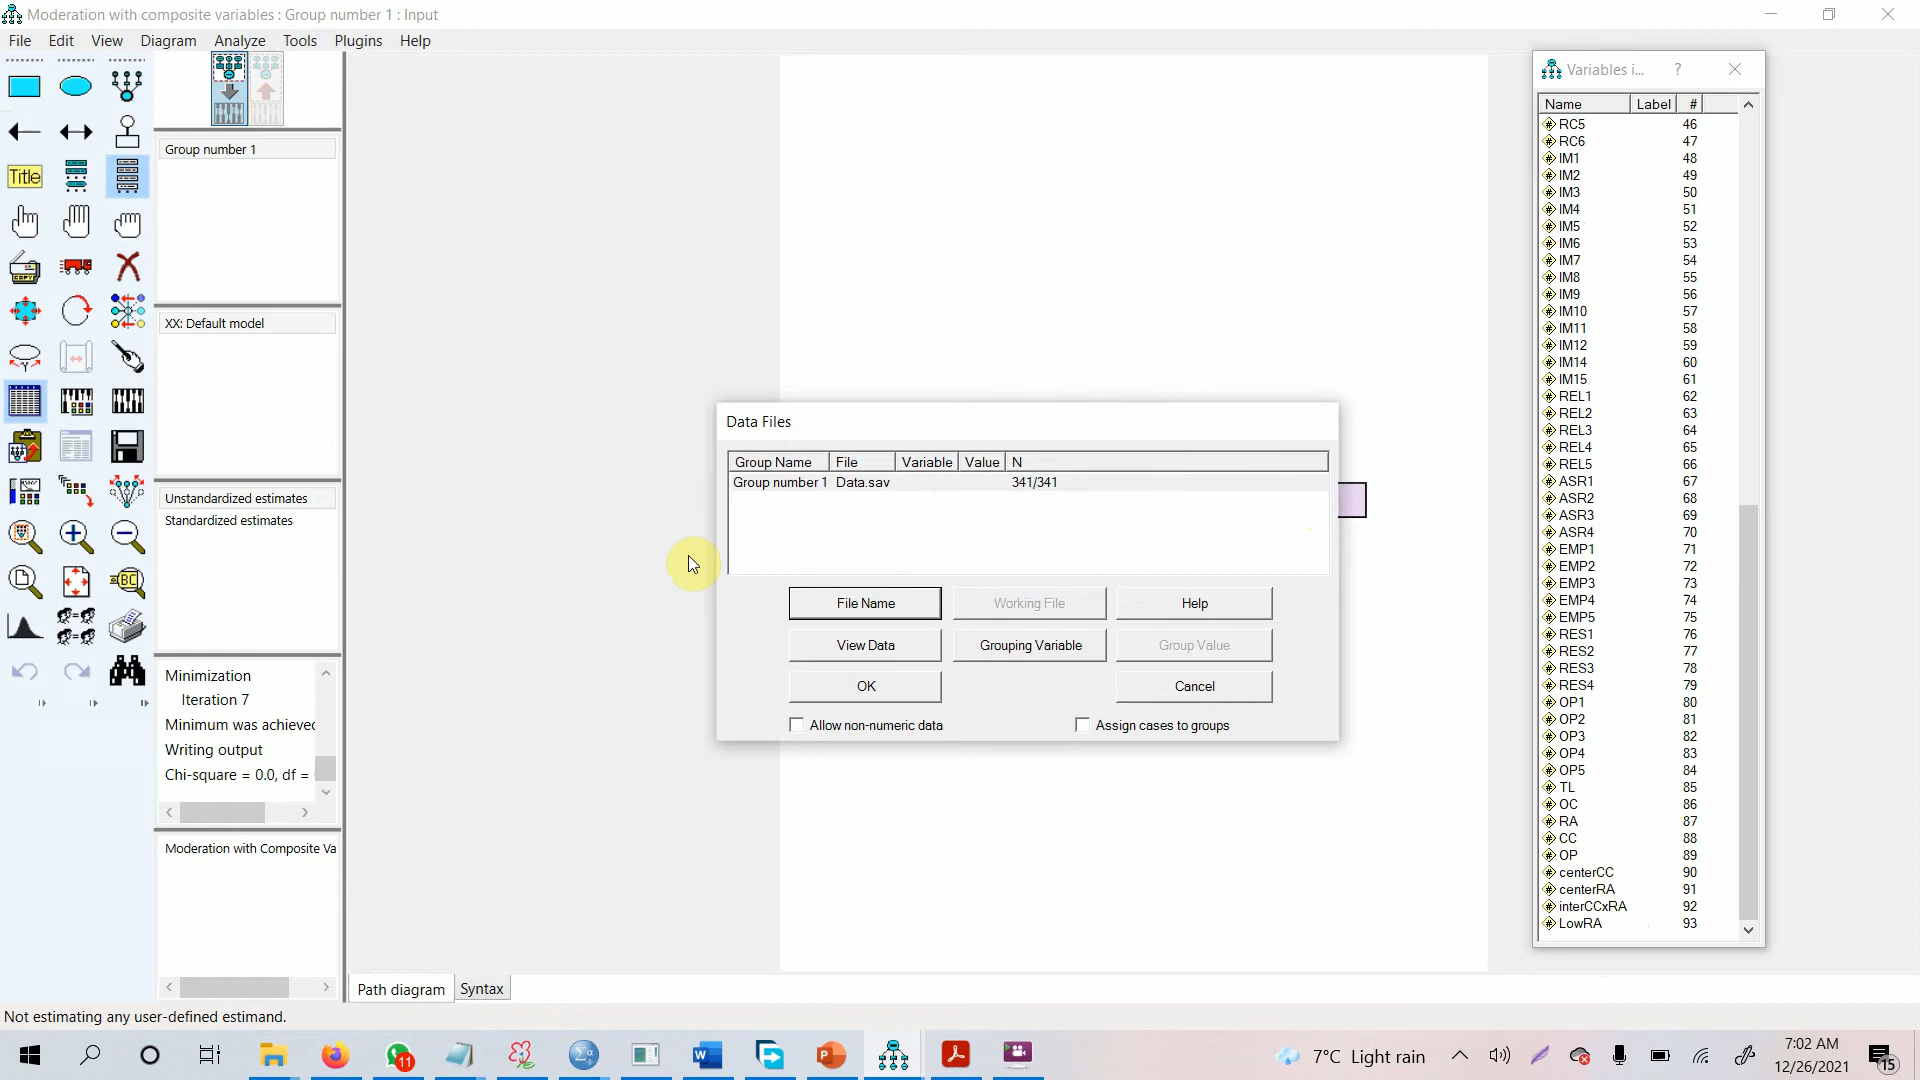 Moderation with composite variables : Group number 1 : Input
File Edit View Diagram Analyze Tools Plugins Help
Title
COPY
BC
Group number 1
XX: Default model
Unstandardized estimates
Standardized estimates
Minimization
Iteration 7
Minimum was achieved
Writing output
Chi-square = 0.0, df =
Moderation with Composite Va
Path diagram Syntax
Not estimating any user-defined estimand.
Data Files
Group Name File Variable Value N
Group number 1 Data.sav 341/341
File Name Working File Help
View Data Grouping Variable Group Value
OK Cancel
Allow non-numeric data Assign cases to groups
Variables i... ?
Name Label #
RC5 46
RC6 47
IM1 48
IM2 49
IM3 50
IM4 51
IM5 52
IM6 53
IM7 54
IM8 55
IM9 56
IM10 57
IM11 58
IM12 59
IM14 60
IM15 61
REL1 62
REL2 63
REL3 64
REL4 65
REL5 66
ASR1 67
ASR2 68
ASR3 69
ASR4 70
EMP1 71
EMP2 72
EMP3 73
EMP4 74
EMP5 75
RES1 76
RES2 77
RES3 78
RES4 79
OP1 80
OP2 81
OP3 82
OP4 83
OP5 84
TL 85
OC 86
RA 87
CC 88
OP 89
centerCC 90
centerRA 91
interCCxRA 92
LowRA 93
11
7°C Light rain
7:02 AM
12/26/2021
15